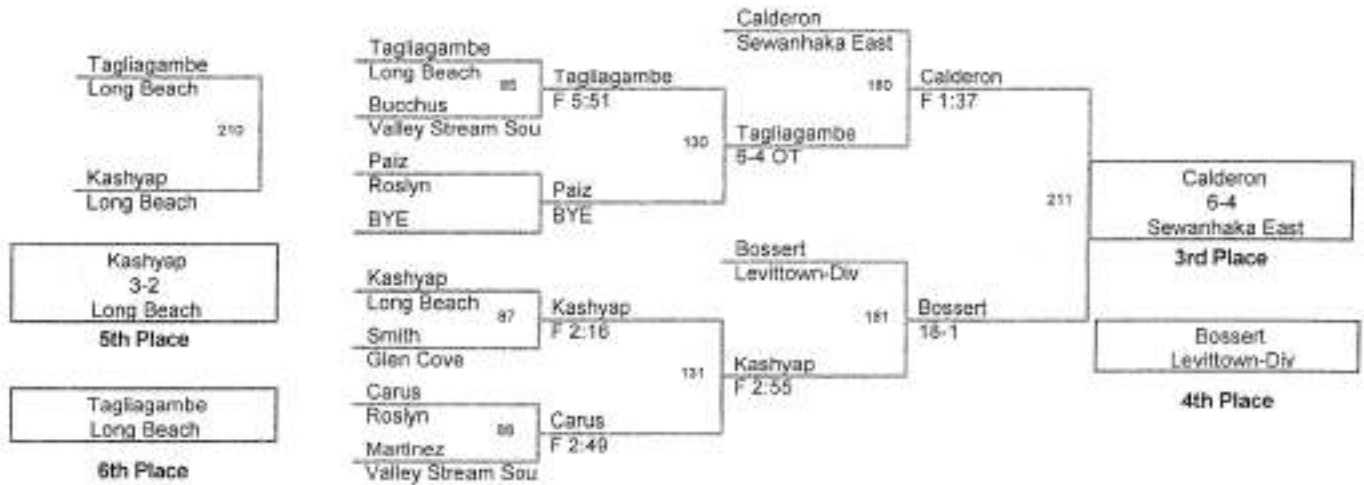 Tagliagambe
Long Beach
210
Kashyap
Long Beach
Kashyap
3-2
Long Beach
5th Place
Tagliagambe
Long Beach
6th Place
Tagliagambe
Long Beach
85
Bucchus
Valley Stream Sou
Paiz
Roslyn
BYE
Kashyap
Long Beach
87
Smith
Glen Cove
Carus
Roslyn
88
Martinez
Valley Stream Sou
Tagliagambe
F 5:51
130
Paiz
BYE
Kashyap
F 2:16
131
Carus
F 2:49
Calderon
Sewanhaka East
180
Tagliagambe
5-4 OT
Bossert
Levittown-Div
181
Kashyap
F 2:55
Calderon
F 1:37
211
Bossert
18-1
Calderon
6-4
Sewanhaka East
3rd Place
Bossert
Levittown-Div
4th Place